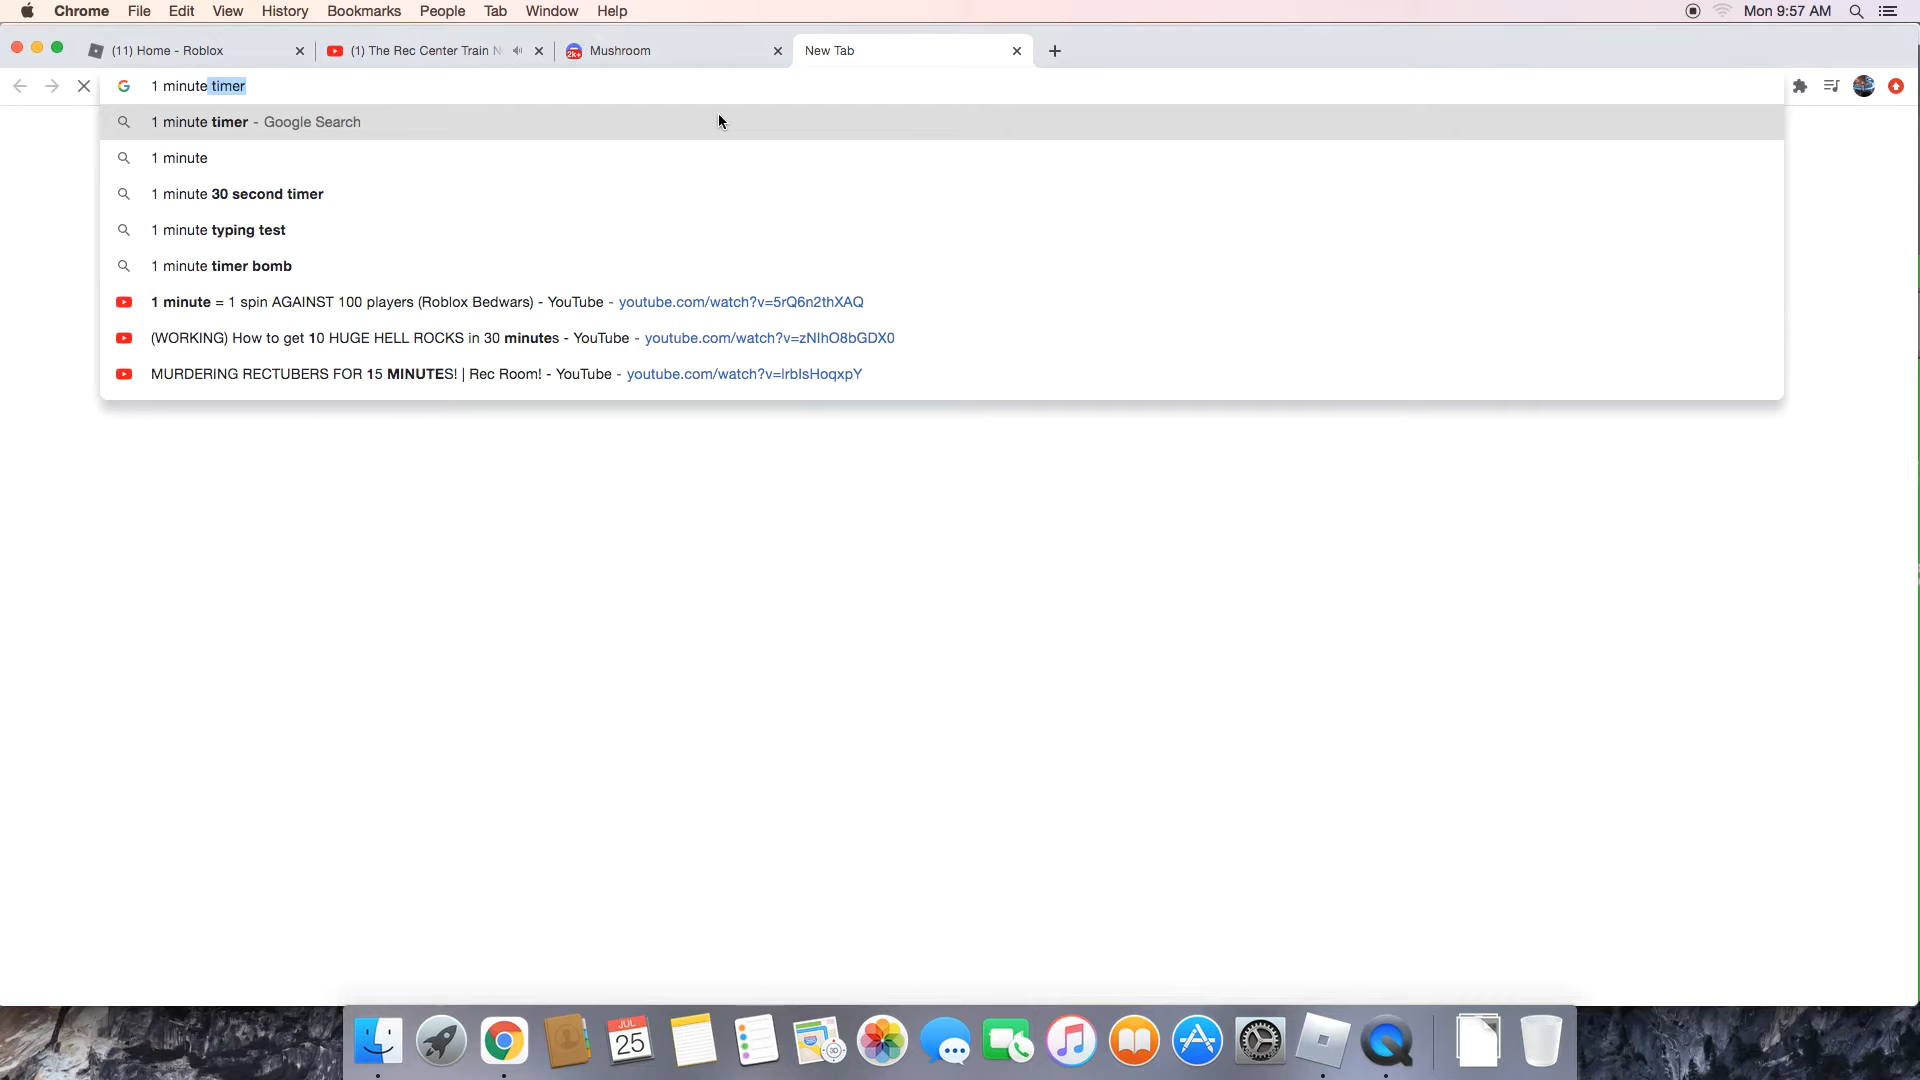 Chrome File Edit View History Bookmarks People Tab Window Help Mon 9:57 AM
(11) Home - Roblox (1) The Rec Center Train N 2k+ Mushroom New Tab
1 minute timer
1 minute timer - Google Search
1 minute
1 minute 30 second timer
1 minute typing test
1 minute timer bomb
1 minute = 1 spin AGAINST 100 players (Roblox Bedwars) - YouTube - youtube.com/watch?v=5rQ6n2thXAQ
(WORKING) How to get 10 HUGE HELL ROCKS in 30 minutes - YouTube - youtube.com/watch?v=zNIhO8bGDX0
MURDERING RECTUBERS FOR 15 MINUTES! | Rec Room! - YouTube - youtube.com/watch?v=lrbIsHoqxpY
JUL
25
3D